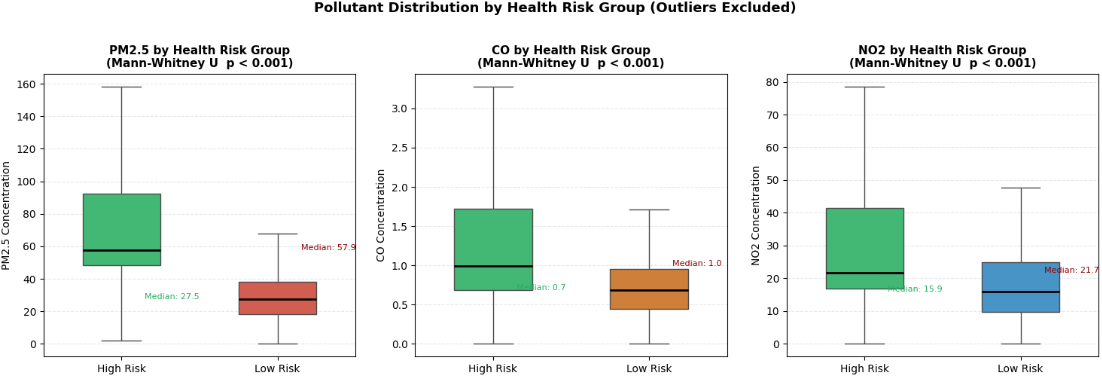 Pollutant Distribution by Health Risk Group (Outliers Excluded)
PM2.5 by Health Risk Group
(Mann-Whitney U  p < 0.001)
PM2.5 Concentration
160
140
120
100
80
60
40
20
0
Median: 57.9
Median: 27.5
High Risk
Low Risk
CO by Health Risk Group
(Mann-Whitney U  p < 0.001)
CO Concentration
3.0
2.5
2.0
1.5
1.0
0.5
0.0
Median: 1.0
Median: 0.7
High Risk
Low Risk
NO2 by Health Risk Group
(Mann-Whitney U  p < 0.001)
NO2 Concentration
80
70
60
50
40
30
20
10
0
Median: 21.7
Median: 15.9
High Risk
Low Risk